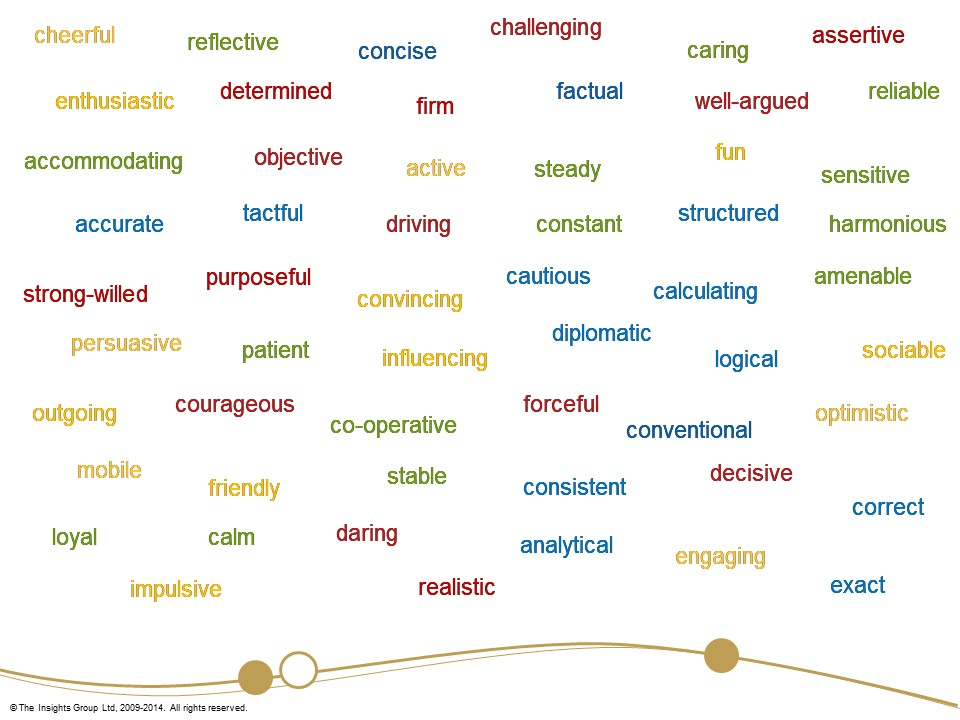 cheerful
reflective
concise
challenging
caring
assertive
enthusiastic
determined
firm
factual
well-argued
reliable
accommodating
objective
active
steady
fun
sensitive
accurate
tactful
driving
constant
structured
harmonious
strong-willed
purposeful
convincing
cautious
calculating
amenable
persuasive
patient
influencing
diplomatic
logical
sociable
outgoing
courageous
co-operative
forceful
conventional
optimistic
mobile
friendly
stable
consistent
decisive
correct
loyal
calm
daring
analytical
engaging
impulsive
realistic
exact
© The Insights Group Ltd, 2009-2014. All rights reserved.